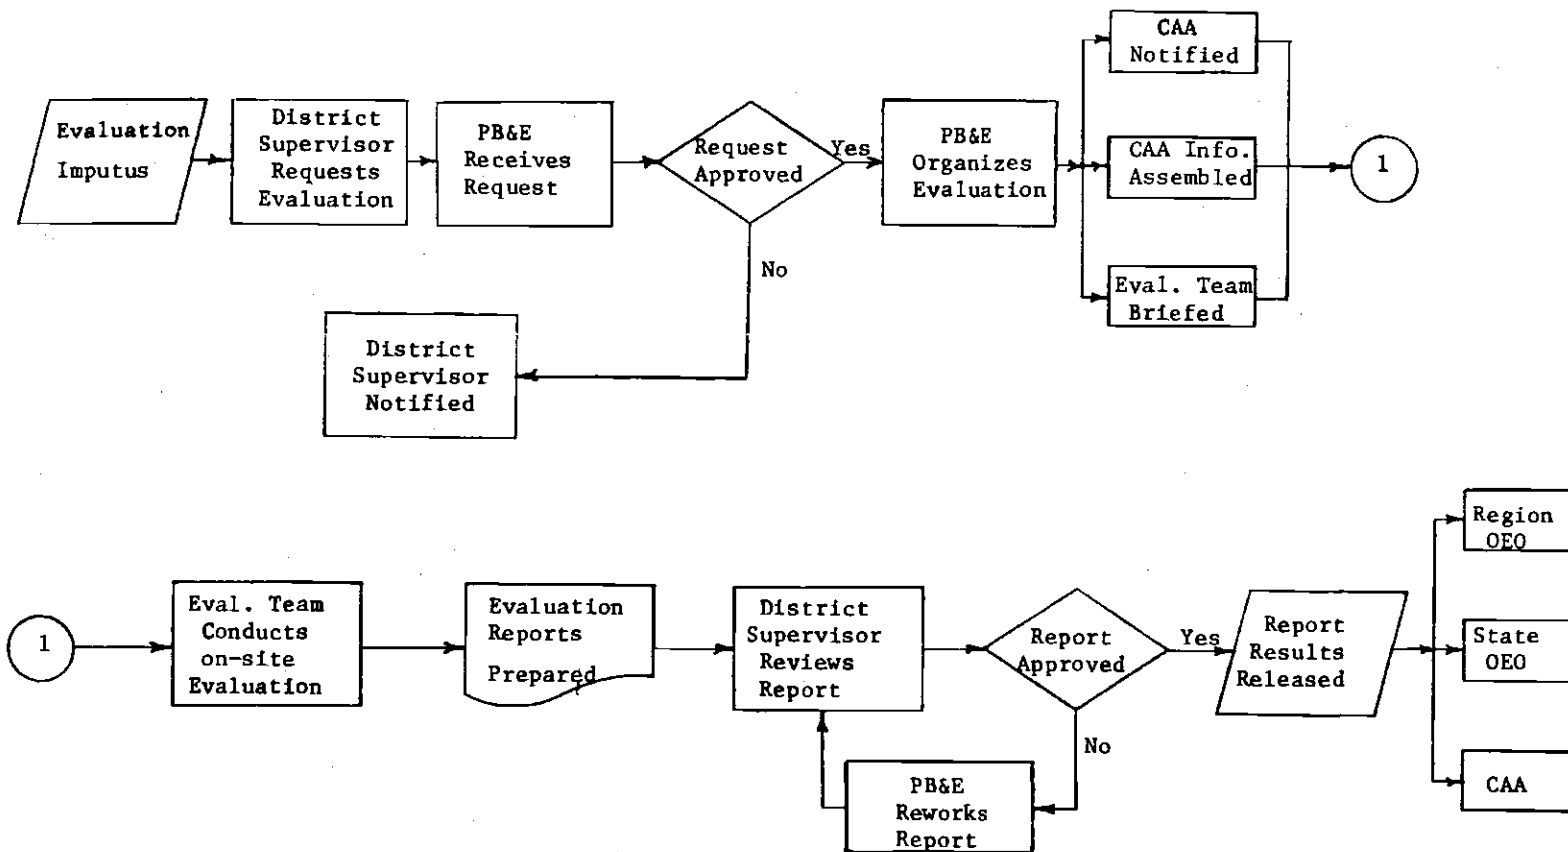 Evaluation
Imputus
District
Supervisor
Requests
Evaluation
PB&E
Receives
Request
Request
Approved
Yes
No
District
Supervisor
Notified
PB&E
Organizes
Evaluation
CAA
Notified
CAA Info.
Assembled
Eval. Team
Briefed
1
1
Eval. Team
Conducts
on-site
Evaluation
Evaluation
Reports
Prepared
District
Supervisor
Reviews
Report
Report
Approved
Yes
No
PB&E
Reworks
Report
Report
Results
Released
Region
OEO
State
OEO
CAA